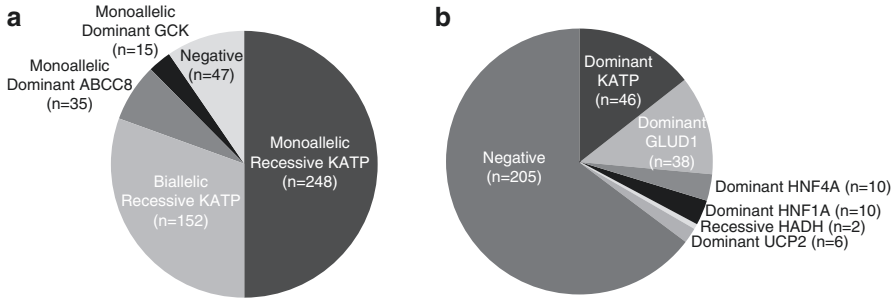 a
Monoallelic
Dominant GCK
(n=15)
Negative
(n=47)
Monoallelic
Dominant ABCC8
(n=35)
Monoallelic
Recessive KATP
(n=248)
Biallelic
Recessive KATP
(n=152)
b
Dominant
KATP
(n=46)
Dominant
GLUD1
(n=38)
Negative
(n=205)
Dominant HNF4A (n=10)
Dominant HNF1A (n=10)
Recessive HADH (n=2)
Dominant UCP2 (n=6)